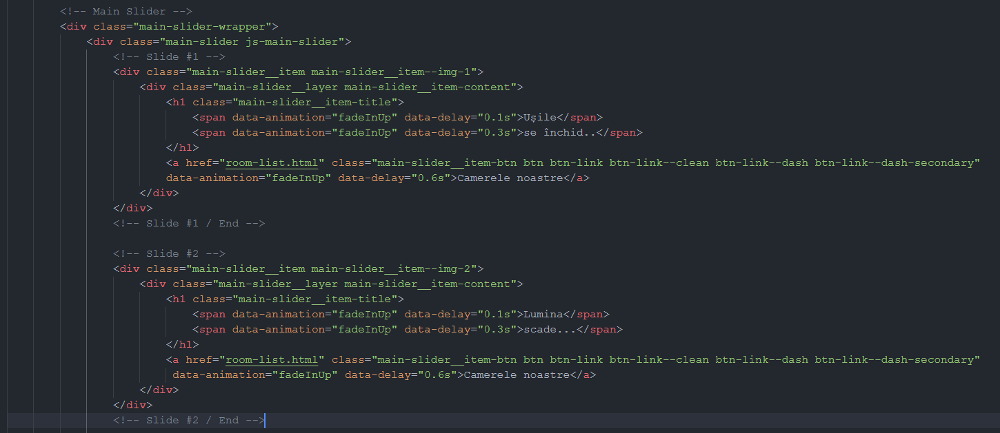 <!-- Main Slider -->
<div class="main-slider-wrapper">
<div class="main-slider js-main-slider">
<!-- Slide #1 -->
<div class="main-slider__item main-slider__item--img-1">
<div class="main-slider__layer main-slider__item-content">
<h1 class="main-slider__item-title">
<span data-animation="fadeInUp" data-delay="0.1s">Ușile</span>
<span data-animation="fadeInUp" data-delay="0.3s">se închid..</span>
</h1>
<a href="room-list.html" class="main-slider__item-btn btn btn-link btn-link--clean btn-link--dash btn-link--dash-secondary"
data-animation="fadeInUp" data-delay="0.6s">Camerele noastre</a>
</div>
</div>
<!-- Slide #1 / End -->
<!-- Slide #2 -->
<div class="main-slider__item main-slider__item--img-2">
<div class="main-slider__layer main-slider__item-content">
<h1 class="main-slider__item-title">
<span data-animation="fadeInUp" data-delay="0.1s">Lumina</span>
<span data-animation="fadeInUp" data-delay="0.3s">scade...</span>
</h1>
<a href="room-list.html" class="main-slider__item-btn btn btn-link btn-link--clean btn-link--dash btn-link--dash-secondary"
data-animation="fadeInUp" data-delay="0.6s">Camerele noastre</a>
</div>
</div>
<!-- Slide #2 / End -->